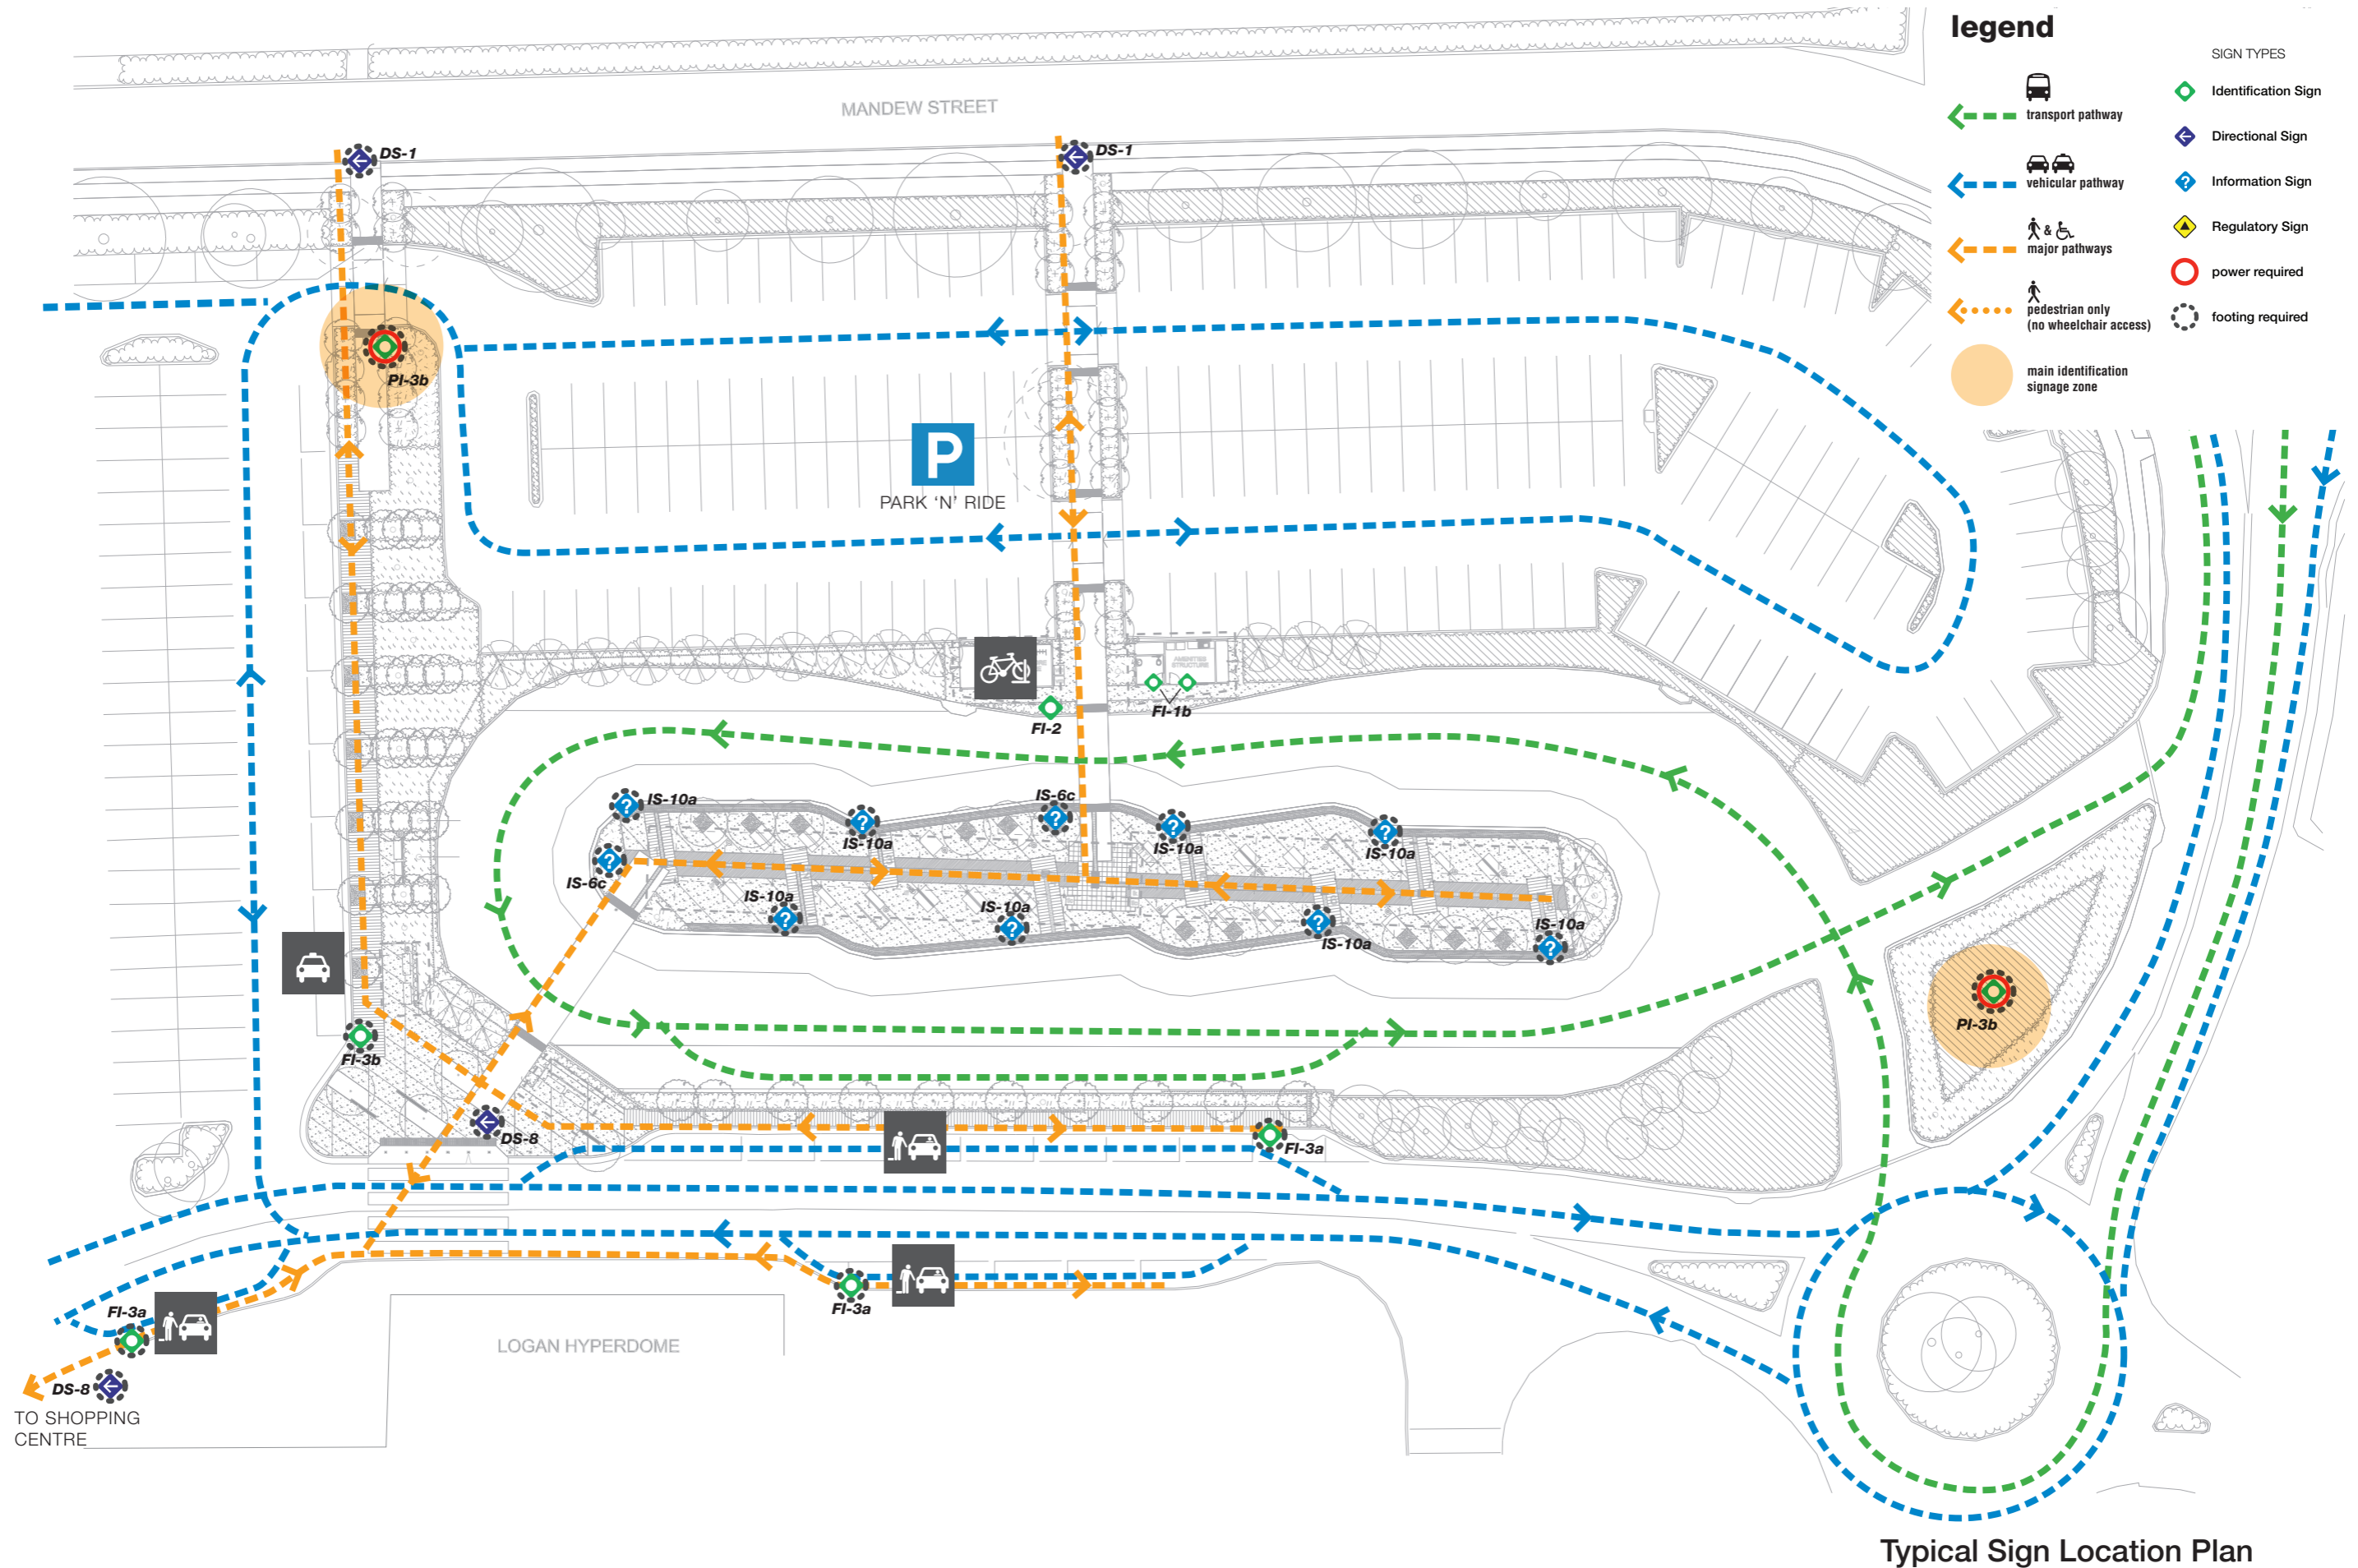 legend
SIGN TYPES
transport pathway
vehicular pathway
&
major pathways
pedestrian only
(no wheelchair access)
main identification
signage zone
Identification Sign
Directional Sign
Information Sign
Regulatory Sign
power required
footing required
MANDEW STREET
DS-1
DS-1
PI-3b
P
PARK ‘N’ RIDE
AMENITIES
STRUCTURE
FI-1b
FI-2
IS-10a
IS-6c
IS-10a
IS-10a
IS-10a
IS-6c
IS-10a
IS-10a
IS-10a
IS-10a
PI-3b
FI-3b
DS-8
FI-3a
FI-3a
FI-3a
LOGAN HYPERDOME
DS-8
TO SHOPPING
CENTRE
Typical Sign Location Plan